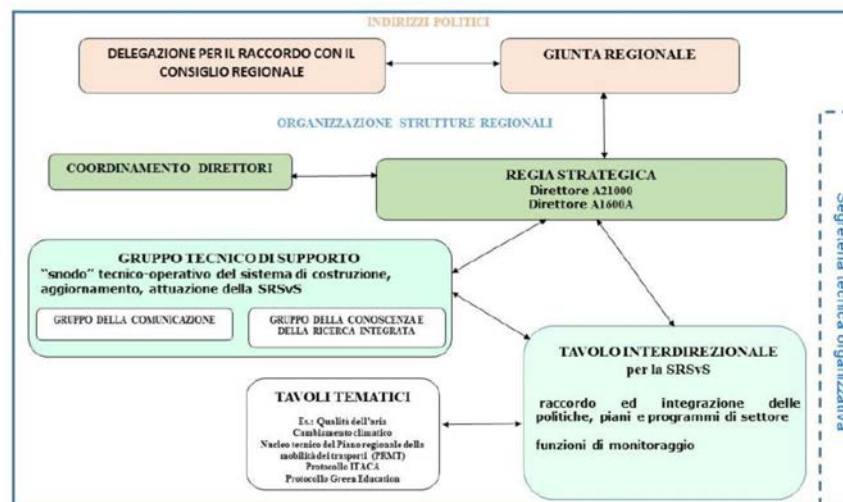 INDIRIZZI POLITICI
DELEGAZIONE PER IL RACCORDO CON IL
CONSIGLIO REGIONALE
GIUNTA REGIONALE
ORGANIZZAZIONE STRUTTURE REGIONALI
COORDINAMENTO DIRETTORI
REGIA STRATEGICA
Direttore A21000
Direttore A1600A
GRUPPO TECNICO DI SUPPORTO
"snodo" tecnico-operativo del sistema di costruzione,
aggiornamento, attuazione della SRSvS
GRUPPO DELLA COMUNICAZIONE
GRUPPO DELLA CONOSCENZA E
DELLA RICERCA INTEGRATA
TAVOLO INTERDIREZIONALE
per la SRSvS
raccordo ed integrazione delle
politiche, piani e programmi di settore
funzioni di monitoraggio
TAVOLI TEMATICI
Es.: Qualità dell'aria
Cambiamento climatico
Nucleo tecnico del Piano regionale della
mobilità dei trasporti (PRMT)
Protocollo ITACA
Protocollo Green Education
Segreteria tecnica organizzativa